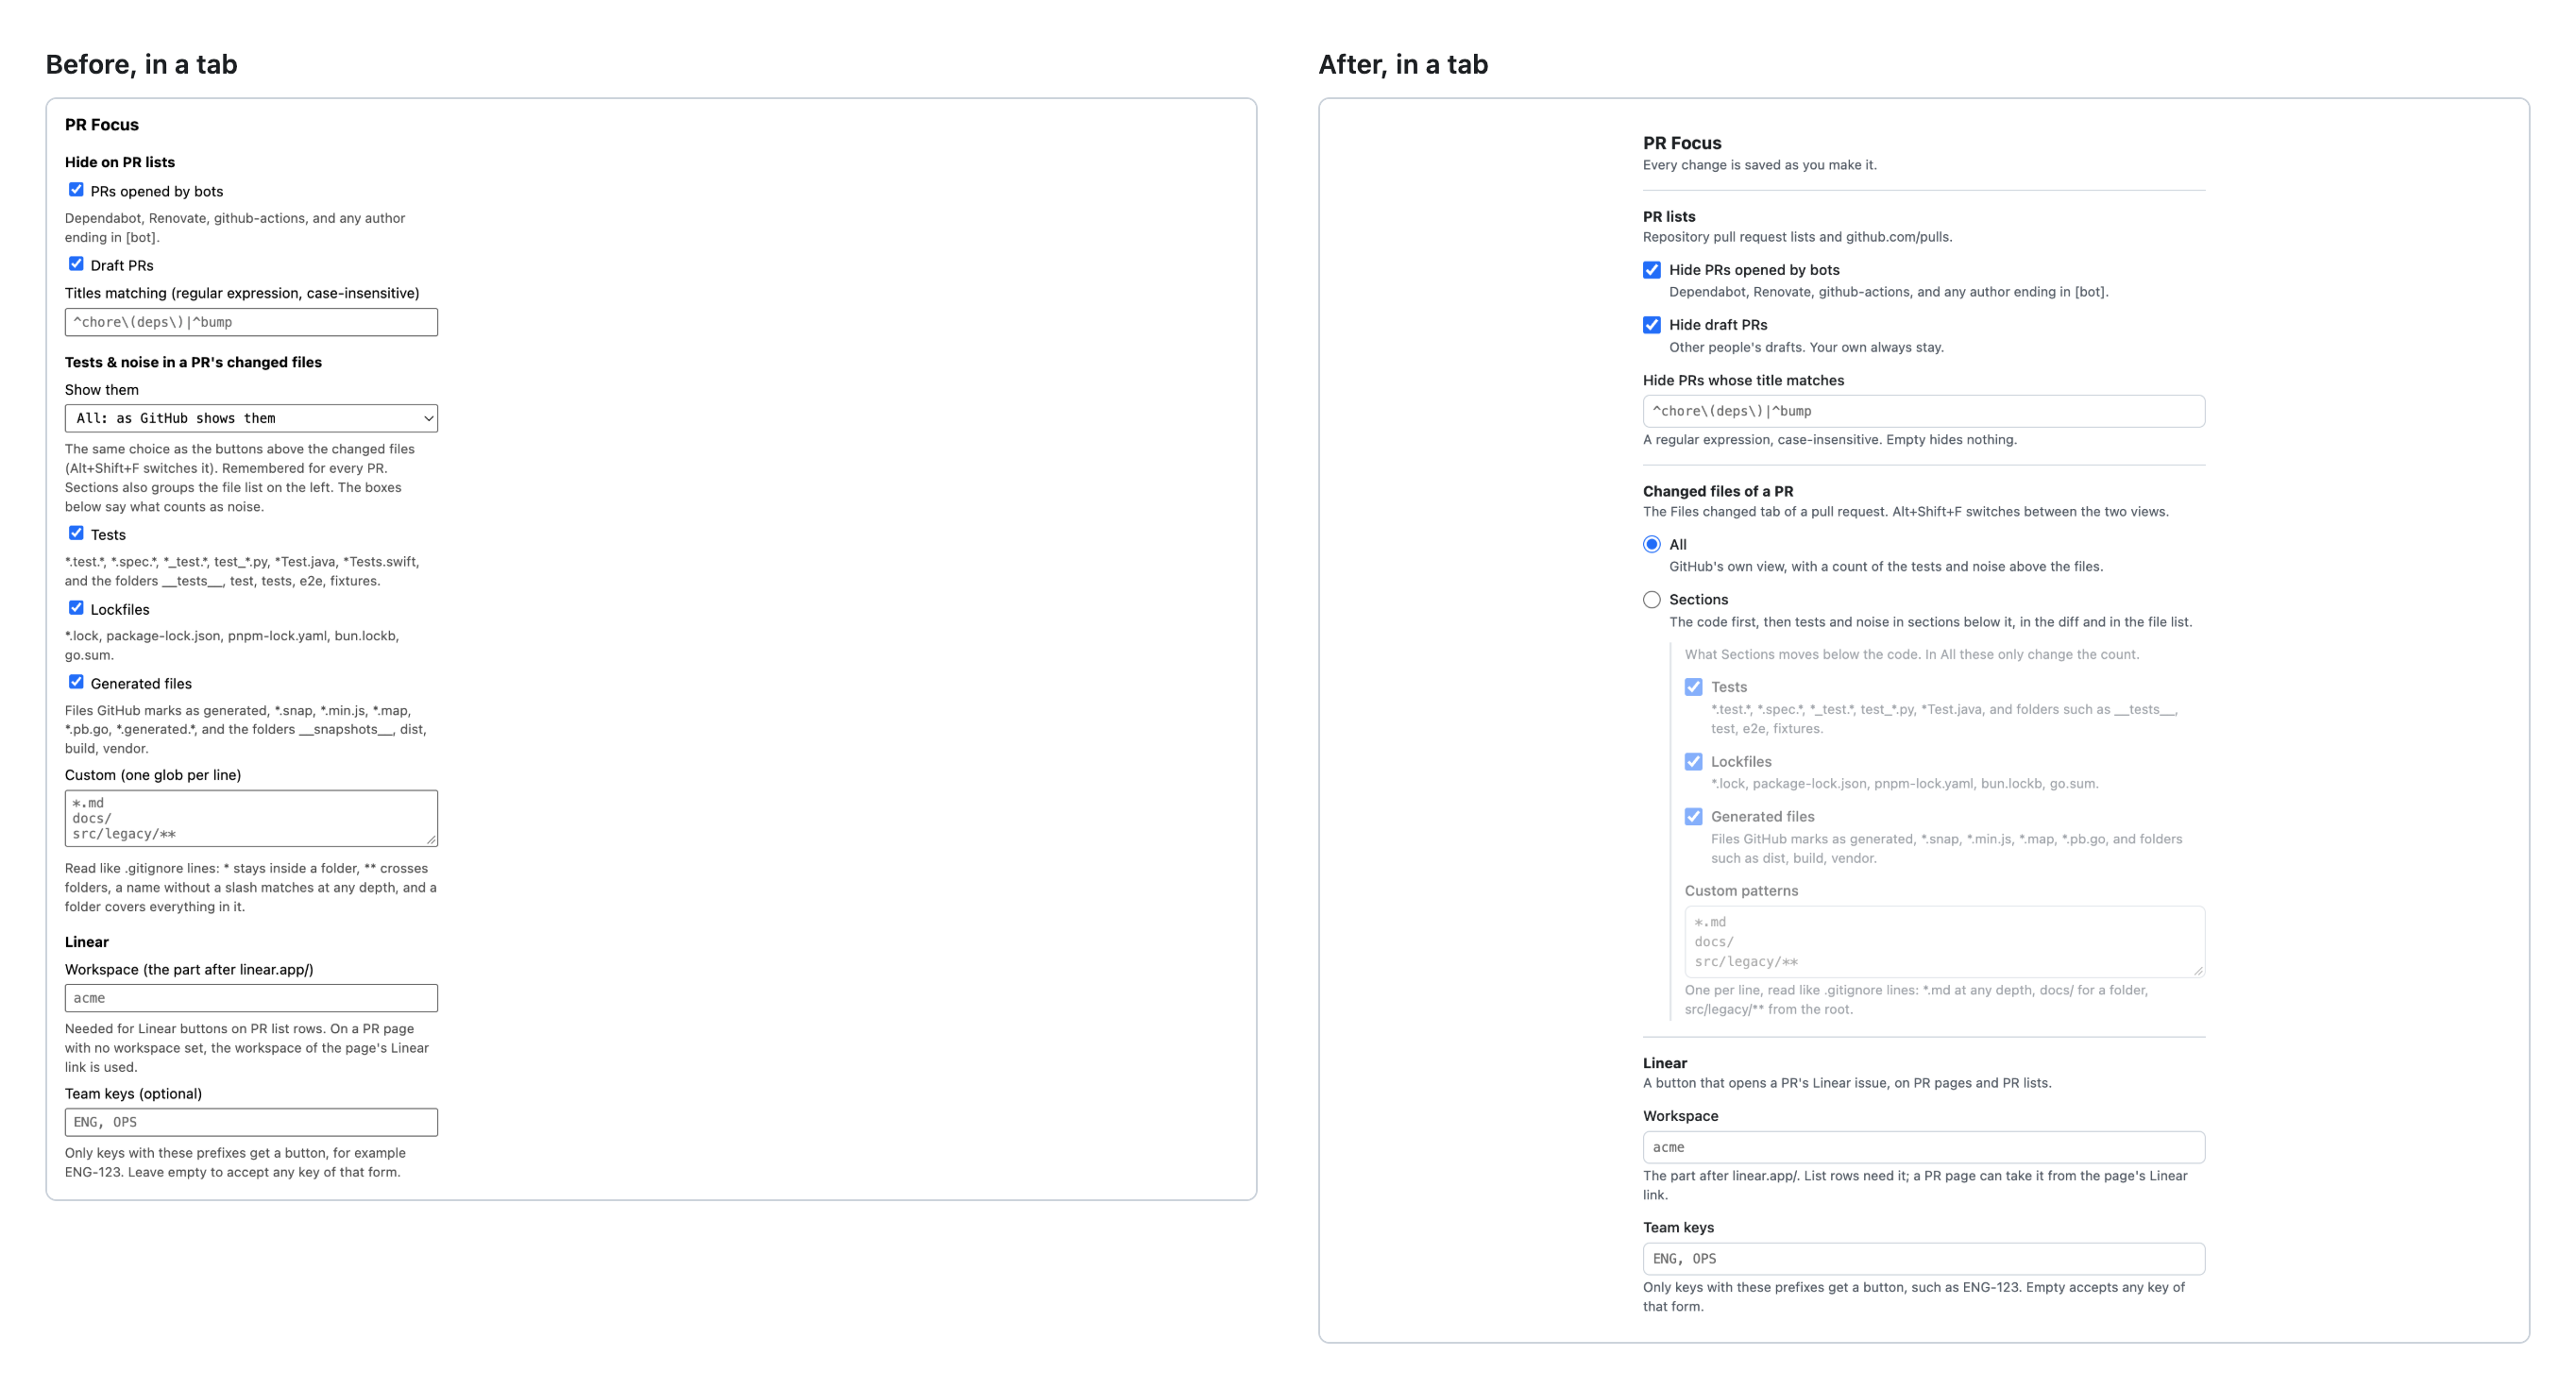 Before, in a tab
PR Focus
Hide on PR lists
PRs opened by bots
Dependabot, Renovate, github-actions, and any author
ending in [bot].
Draft PRs
Titles matching (regular expression, case-insensitive)
^chore\(deps\)|^bump
Tests & noise in a PR's changed files
Show them
All: as GitHub shows them
The same choice as the buttons above the changed files
(Alt+Shift+F switches it). Remembered for every PR.
Sections also groups the file list on the left. The boxes
below say what counts as noise.
Tests
*.test.*, *.spec.*, *_test.*, test_*.py, *Test.java, *Tests.swift,
and the folders __tests__, test, tests, e2e, fixtures.
Lockfiles
*.lock, package-lock.json, pnpm-lock.yaml, bun.lockb,
go.sum.
Generated files
Files GitHub marks as generated, *.snap, *.min.js, *.map,
*.pb.go, *.generated.*, and the folders __snapshots__, dist,
build, vendor.
Custom (one glob per line)
*.md
docs/
src/legacy/**
Read like .gitignore lines: * stays inside a folder, ** crosses
folders, a name without a slash matches at any depth, and a
folder covers everything in it.
Linear
Workspace (the part after linear.app/)
acme
Needed for Linear buttons on PR list rows. On a PR page
with no workspace set, the workspace of the page's Linear
link is used.
Team keys (optional)
ENG, OPS
Only keys with these prefixes get a button, for example
ENG-123. Leave empty to accept any key of that form.
After, in a tab
PR Focus
Every change is saved as you make it.
PR lists
Repository pull request lists and github.com/pulls.
Hide PRs opened by bots
Dependabot, Renovate, github-actions, and any author ending in [bot].
Hide draft PRs
Other people's drafts. Your own always stay.
Hide PRs whose title matches
^chore\(deps\)|^bump
A regular expression, case-insensitive. Empty hides nothing.
Changed files of a PR
The Files changed tab of a pull request. Alt+Shift+F switches between the two views.
All
GitHub's own view, with a count of the tests and noise above the files.
Sections
The code first, then tests and noise in sections below it, in the diff and in the file list.
What Sections moves below the code. In All these only change the count.
Tests
*.test.*, *.spec.*, *_test.*, test_*.py, *Test.java, and folders such as __tests__,
test, e2e, fixtures.
Lockfiles
*.lock, package-lock.json, pnpm-lock.yaml, bun.lockb, go.sum.
Generated files
Files GitHub marks as generated, *.snap, *.min.js, *.map, *.pb.go, and folders
such as dist, build, vendor.
Custom patterns
*.md
docs/
src/legacy/**
One per line, read like .gitignore lines: *.md at any depth, docs/ for a folder,
src/legacy/** from the root.
Linear
A button that opens a PR's Linear issue, on PR pages and PR lists.
Workspace
acme
The part after linear.app/. List rows need it; a PR page can take it from the page's Linear
link.
Team keys
ENG, OPS
Only keys with these prefixes get a button, such as ENG-123. Empty accepts any key of
that form.